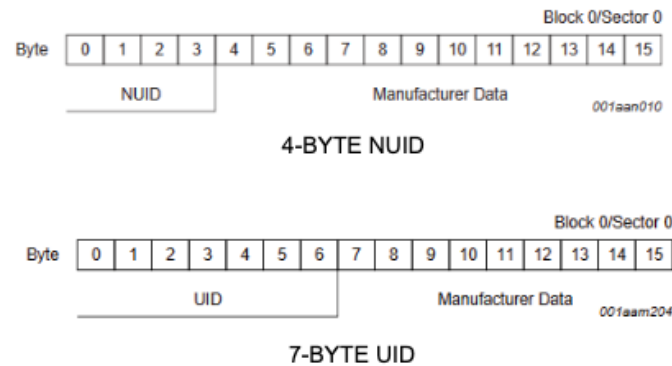 Block 0/Sector 0
Byte 0 1 2 3 4 5 6 7 8 9 10 11 12 13 14 15
NUID Manufacturer Data
001aan010
4-BYTE NUID
Block 0/Sector 0
Byte 0 1 2 3 4 5 6 7 8 9 10 11 12 13 14 15
UID Manufacturer Data
001aam204
7-BYTE UID